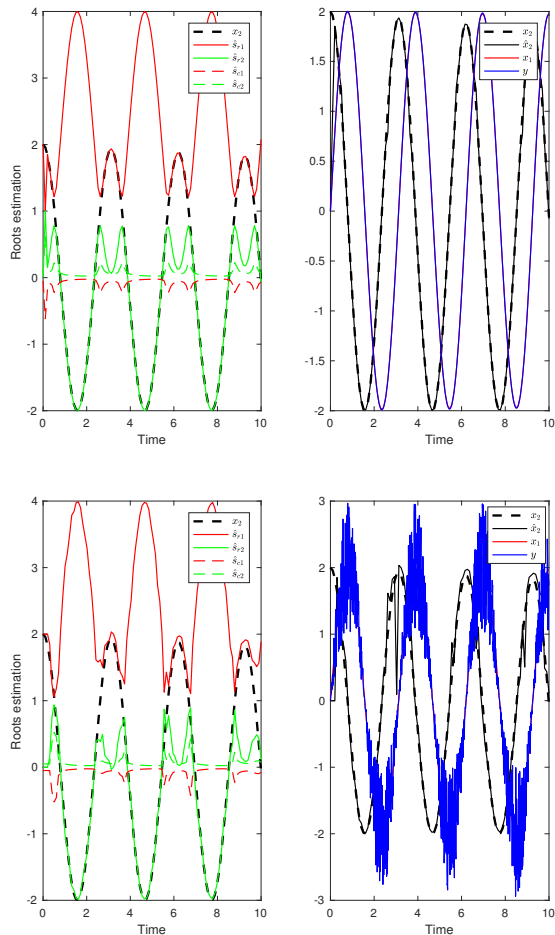 4
3
2
1
0
-1
-2
Roots estimation
0 2 4 6 8 10
Time
x₂
ŝᵣ₁
ŝᵣ₂
ŝ_c1
ŝ_c2
2
1.5
1
0.5
0
-0.5
-1
-1.5
-2
0 2 4 6 8 10
Time
x₂
x̂₂
x₁
y
4
3
2
1
0
-1
-2
Roots estimation
0 2 4 6 8 10
Time
x₂
ŝᵣ₁
ŝᵣ₂
ŝ_c1
ŝ_c2
3
2
1
0
-1
-2
-3
0 2 4 6 8 10
Time
x₂
x̂₂
x₁
y